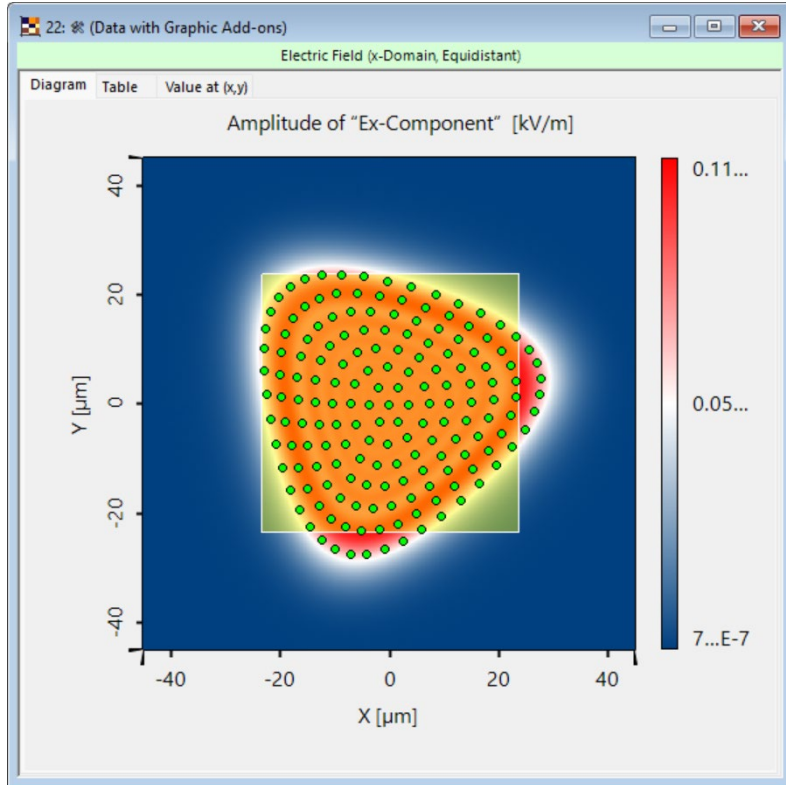 22: (Data with Graphic Add-ons)
Electric Field (x-Domain, Equidistant)
Diagram Table Value at (x,y)
Amplitude of “Ex-Component” [kV/m]
40
20
0
-20
-40
Y [µm]
-40 -20 0 20 40
X [µm]
0.11...
0.05...
7...E-7